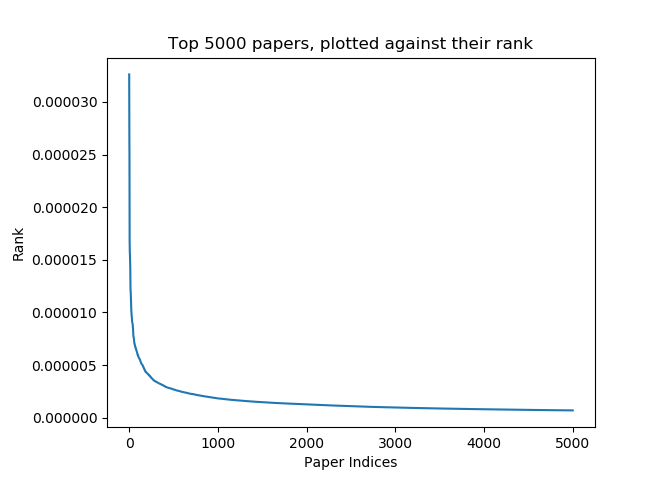 Top 5000 papers, plotted against their rank
0.000030
0.000025
0.000020
0.000015
0.000010
0.000005
0.000000
Rank
0 1000 2000 3000 4000 5000
Paper Indices